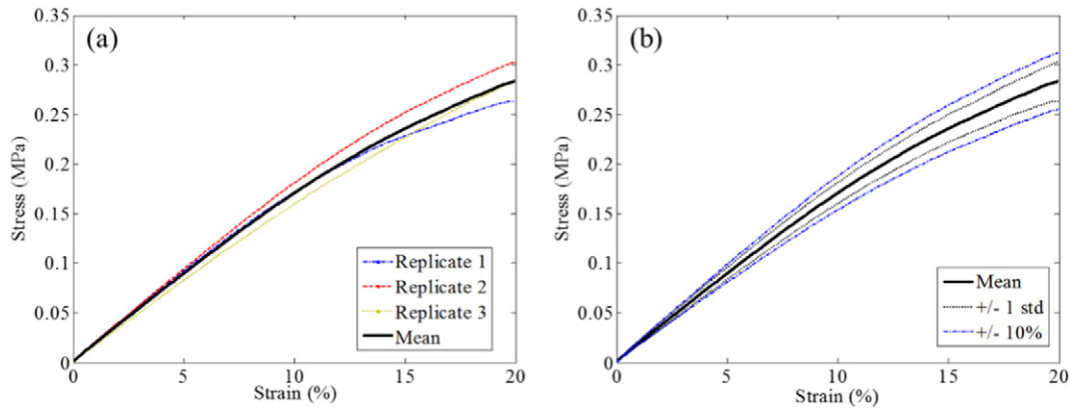 (a)
0.35
0.3
0.25
0.2
0.15
0.1
0.05
0
Stress (MPa)
Replicate 1
Replicate 2
Replicate 3
Mean
0 5 10 15 20
Strain (%)
(b)
0.35
0.3
0.25
0.2
0.15
0.1
0.05
0
Stress (MPa)
Mean
+/- 1 std
+/- 10%
0 5 10 15 20
Strain (%)